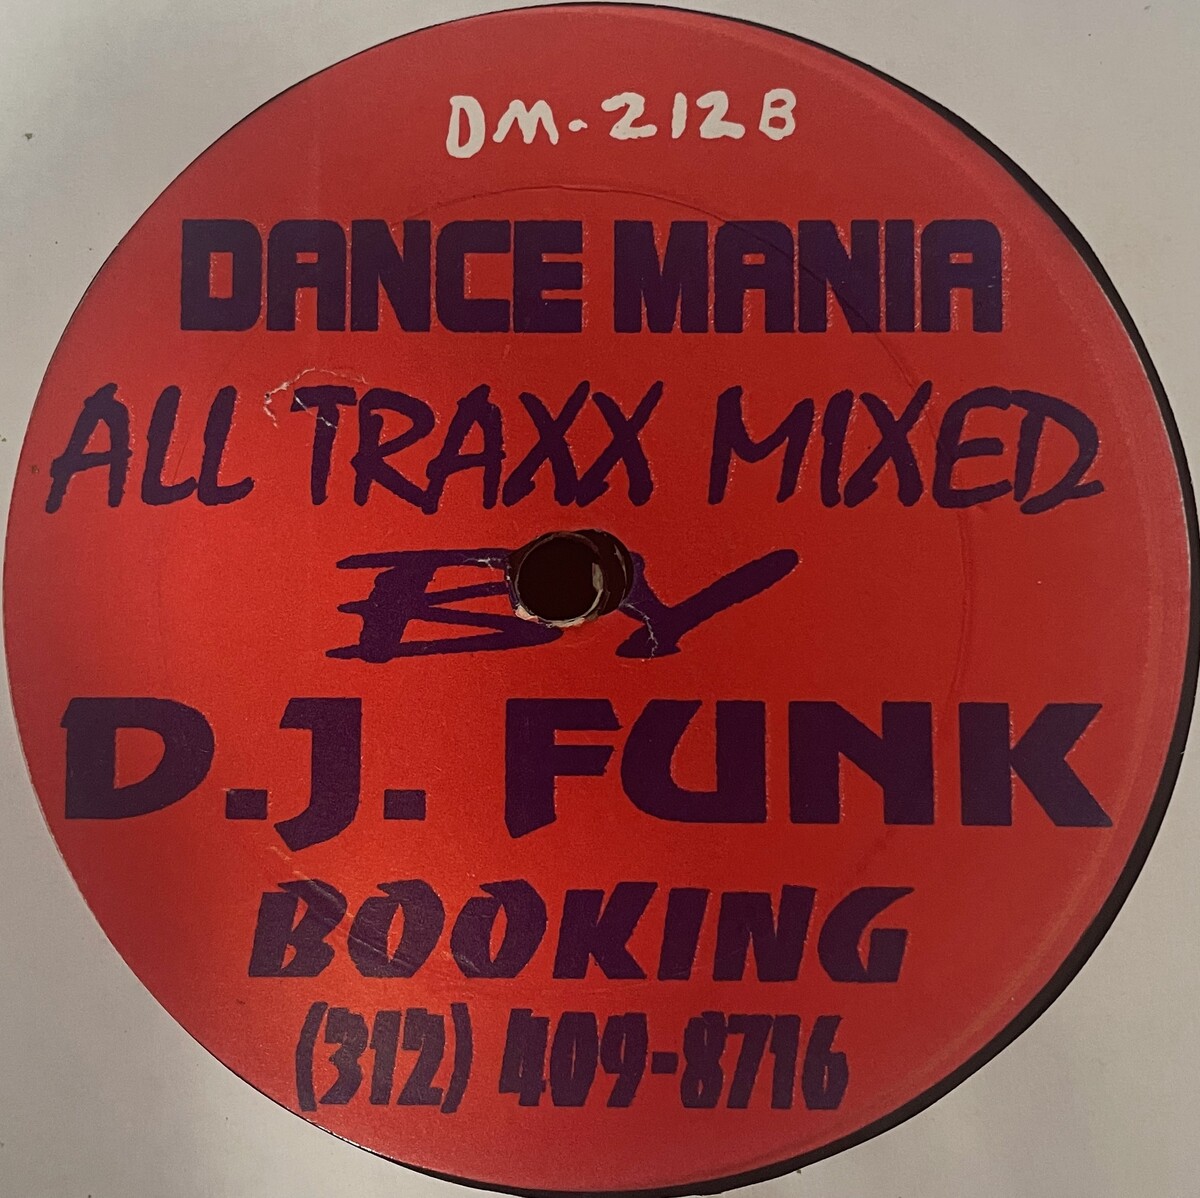 DM-212B
DANCE MANIA
ALL TRAXX MIXED
BY
D.J. FUNK
BOOKING
(312) 409-8716